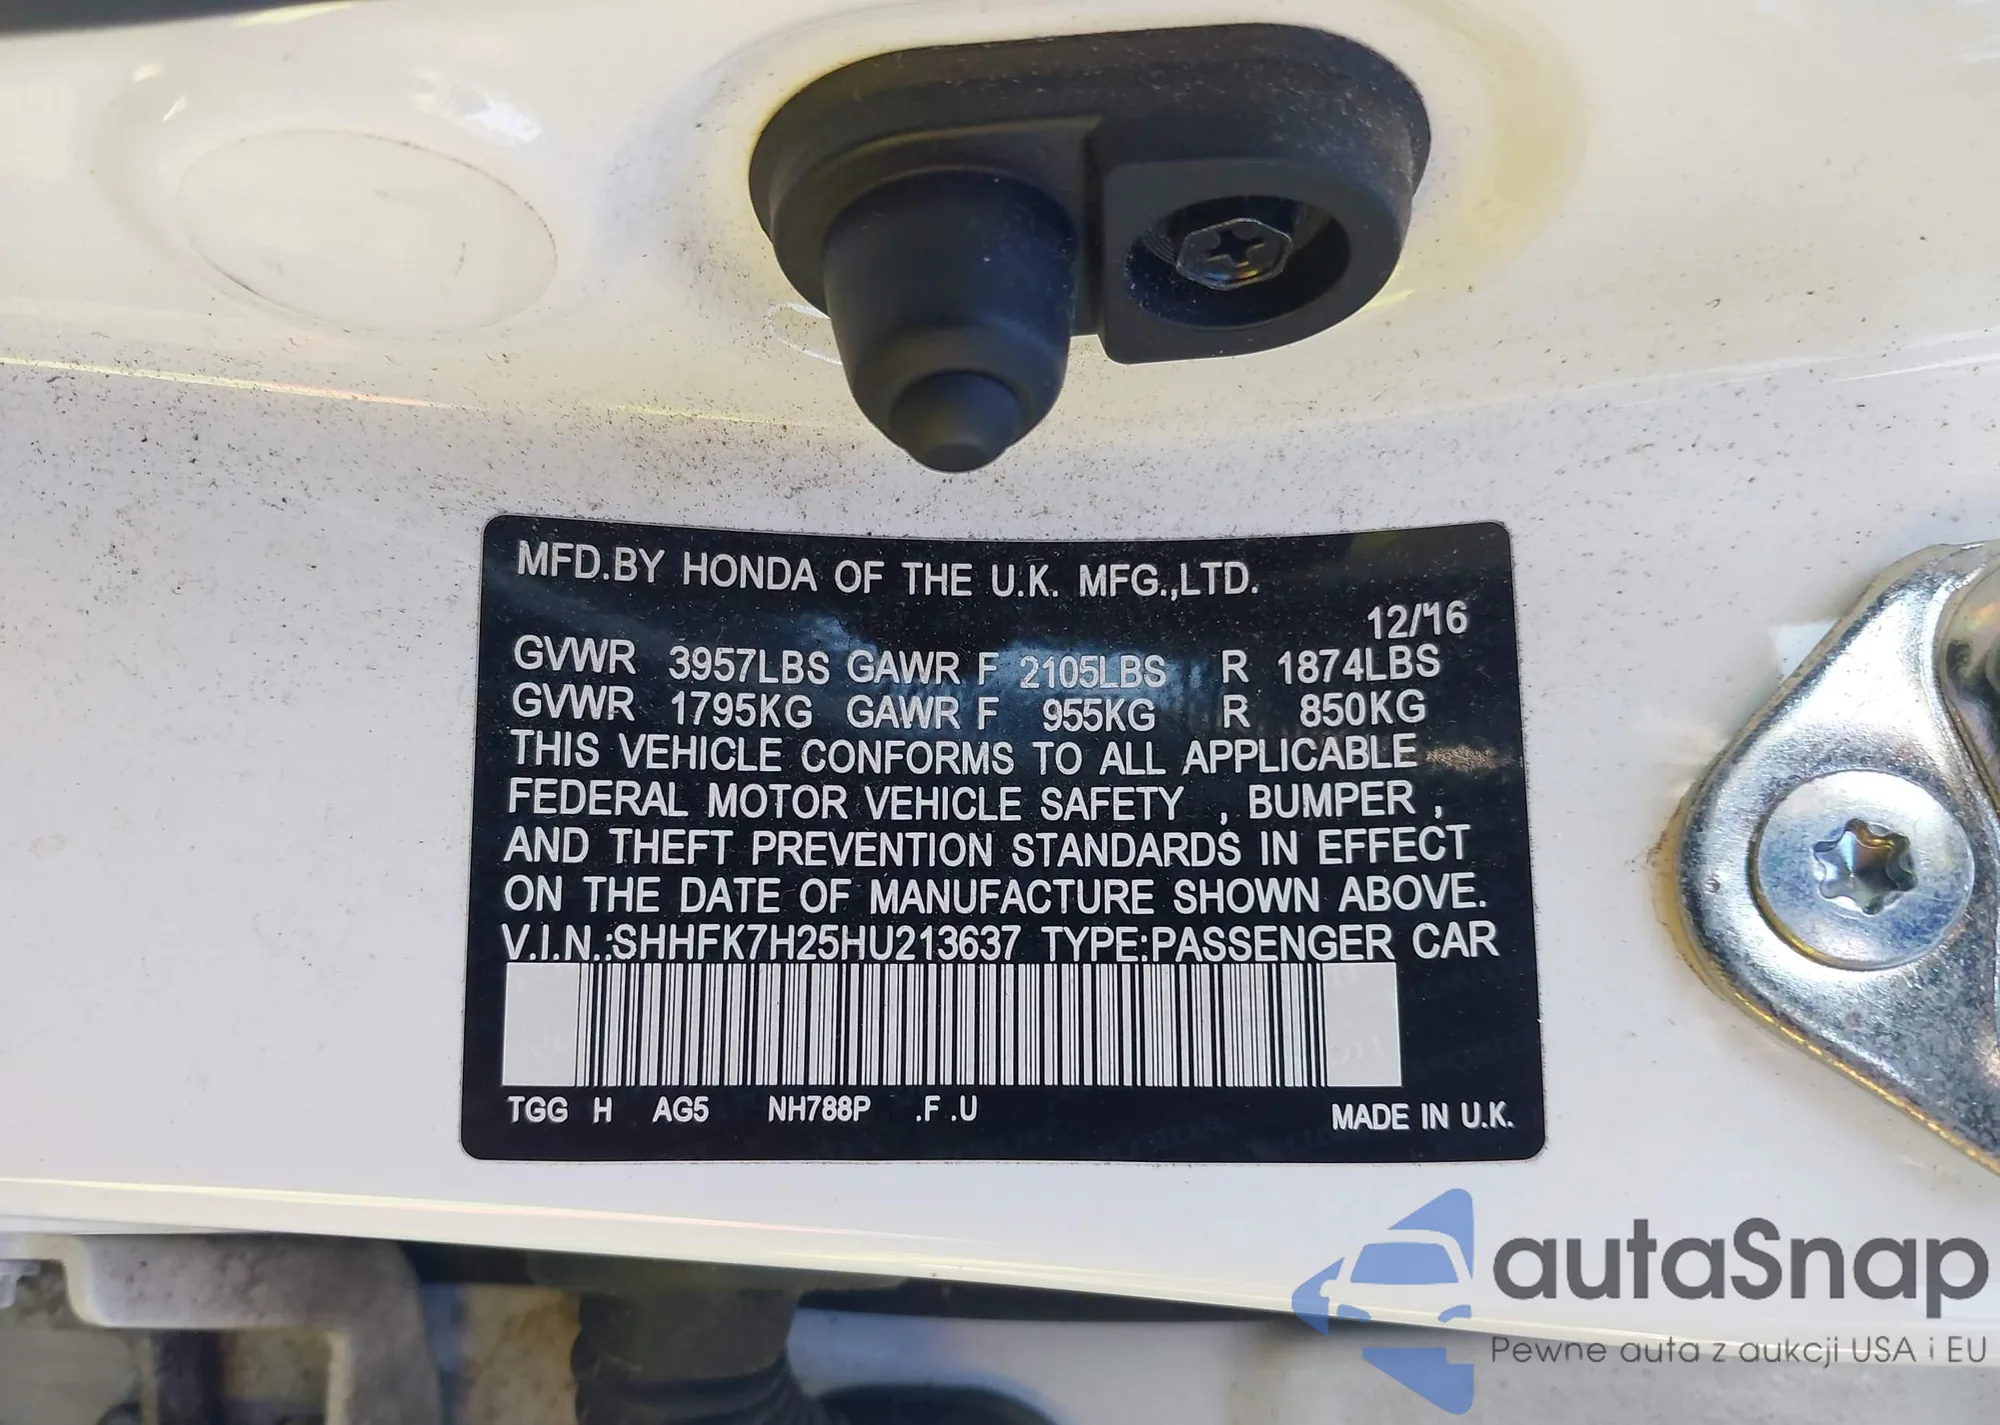 MFD.BY HONDA OF THE U.K. MFG.,LTD.
12/'16
GVWR 3957LBS GAWR F 2105LBS R 1874LBS
GVWR 1795KG GAWR F 955KG R 850KG
THIS VEHICLE CONFORMS TO ALL APPLICABLE
FEDERAL MOTOR VEHICLE SAFETY , BUMPER ,
AND THEFT PREVENTION STANDARDS IN EFFECT
ON THE DATE OF MANUFACTURE SHOWN ABOVE.
V.I.N.:SHHFK7H25HU213637 TYPE:PASSENGER CAR
TGG H AG5 NH788P .F .U MADE IN U.K.
autaSnap
Pewne auta z aukcji USA i EU